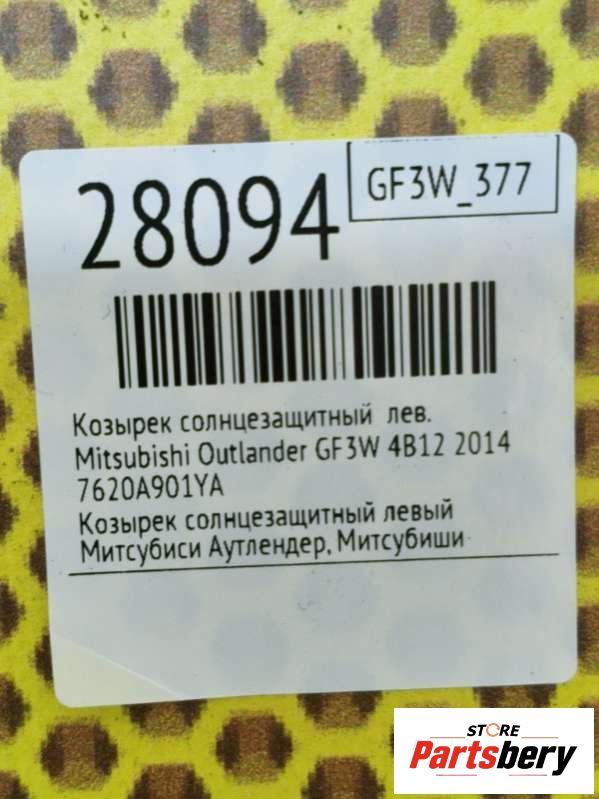 GF3W_377
28094
Козырек солнцезащитный лев.
Mitsubishi Outlander GF3W 4B12 2014
7620A901YA
Козырек солнцезащитный левый
Митсубиси Аутлендер, Митсубиши
STORE
Partsbery